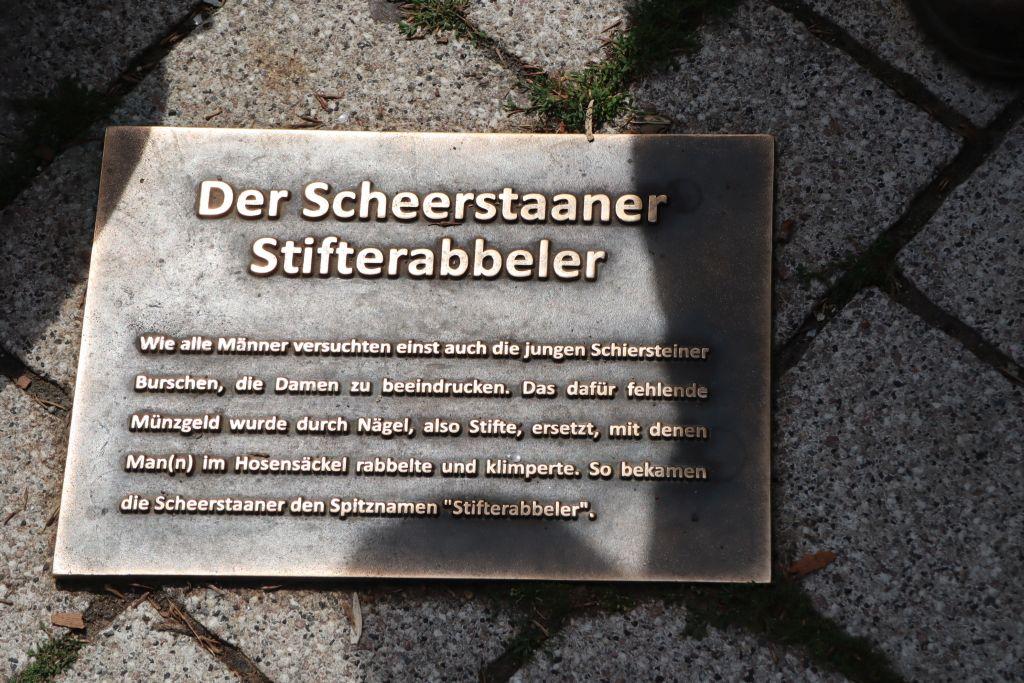 Der Scheerstaaner
Stifterabbeler
Wie alle Männer versuchten einst auch die jungen Schiersteiner
Burschen, die Damen zu beeindrucken. Das dafür fehlende
Münzgeld wurde durch Nägel, also Stifte, ersetzt, mit denen
Man(n) im Hosensäckel rabbelte und klimperte. So bekamen
die Scheerstaaner den Spitznamen "Stifterabbeler".